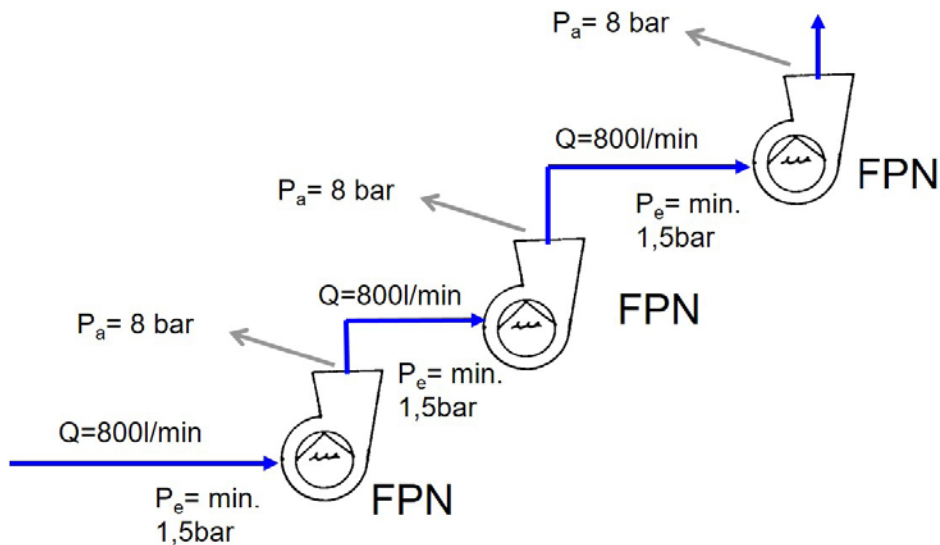 Pa= 8 bar
Q=800l/min
FPN
Pa= 8 bar
Pe= min.
1,5bar
Q=800l/min
FPN
Pa= 8 bar
Pe= min.
1,5bar
Q=800l/min
FPN
Pe= min.
1,5bar